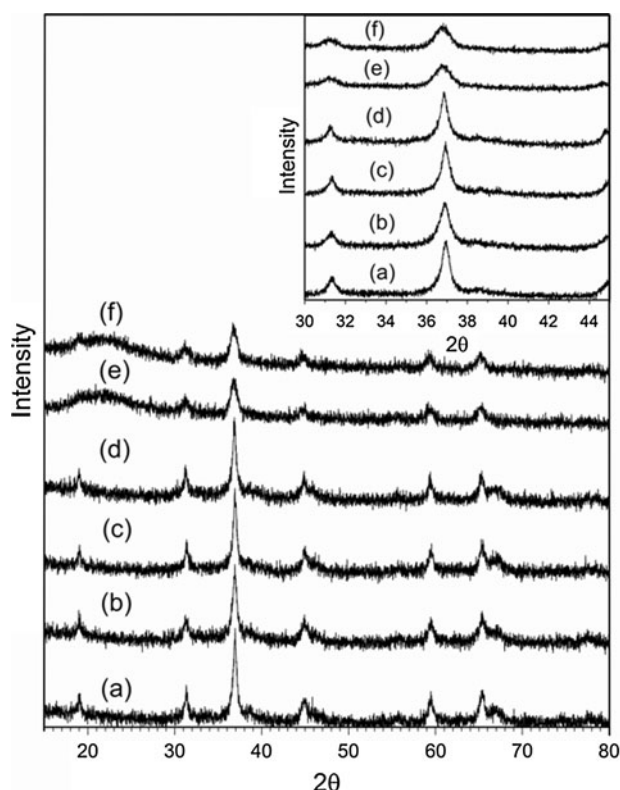 (f)
(e)
(d)
(c)
(b)
(a)
Intensity
30 32 34 36 38 40 42 44
2θ
(f)
(e)
(d)
(c)
(b)
(a)
Intensity
20 30 40 50 60 70 80
2θ